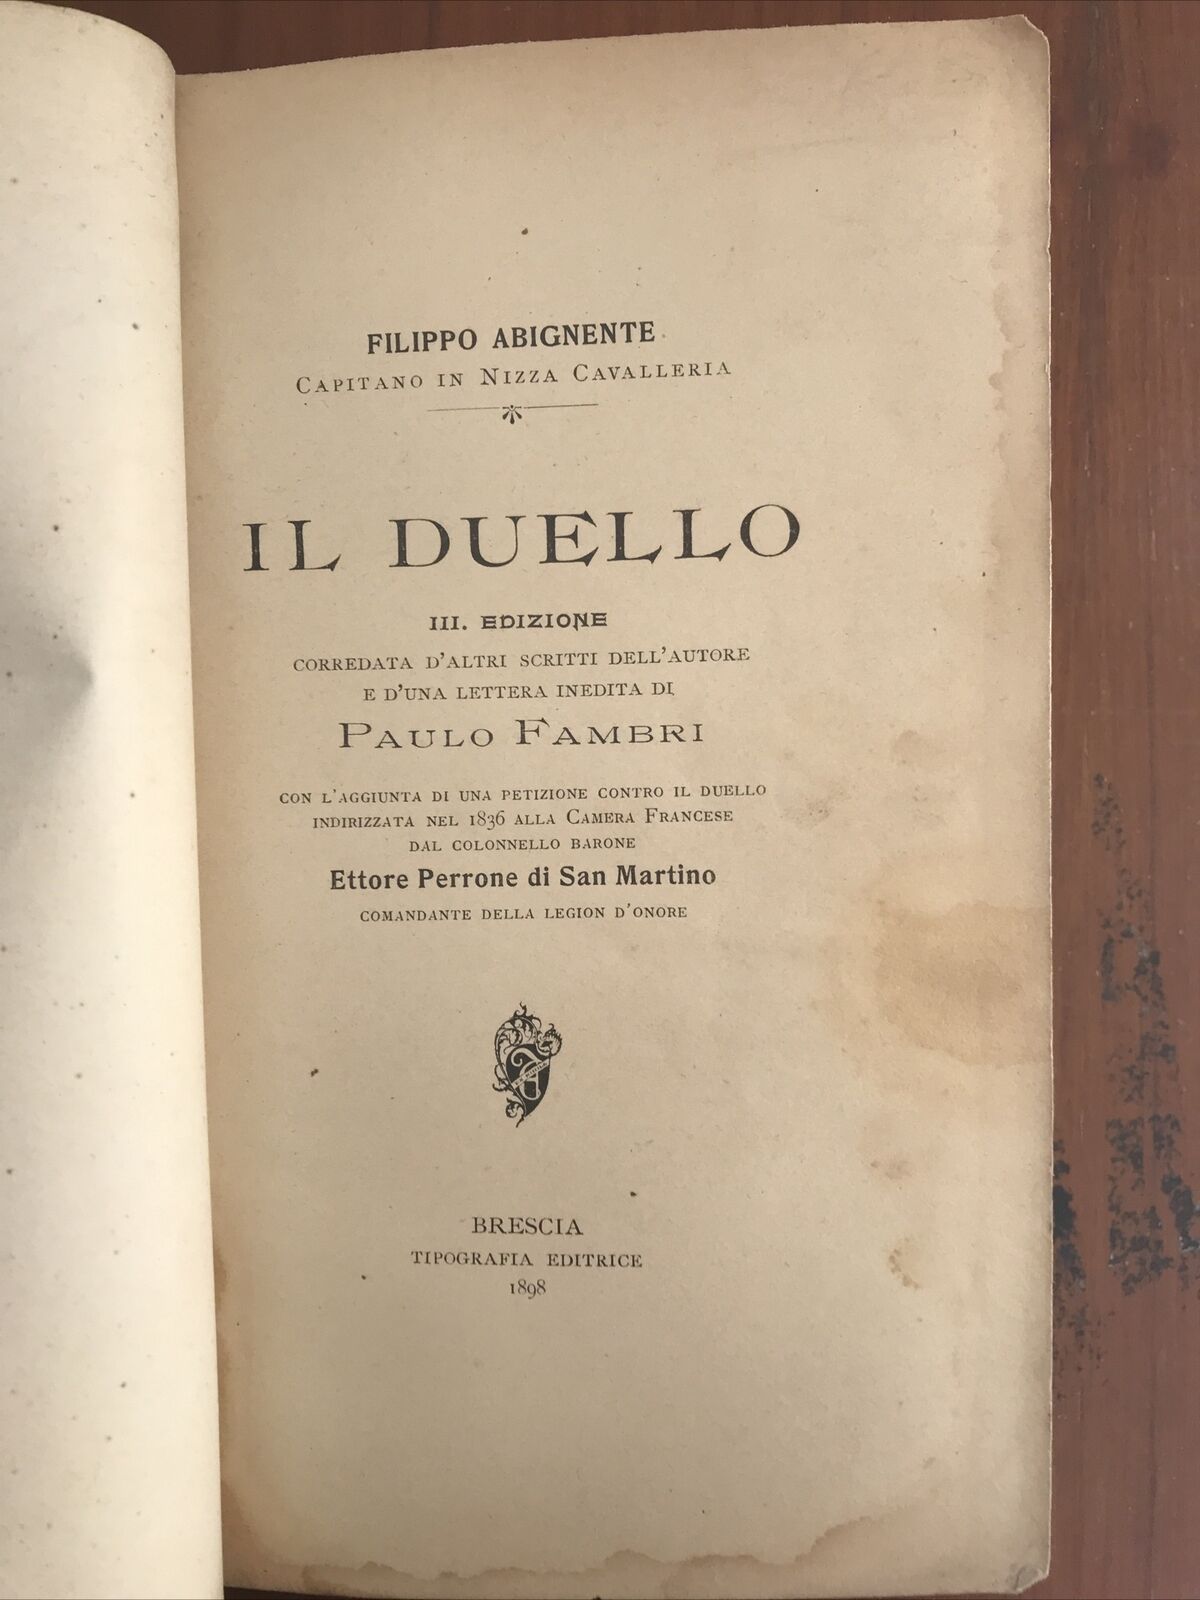 FILIPPO ABIGNENTE
CAPITANO IN NIZZA CAVALLERIA
IL DUELLO
III. EDIZIONE
CORREDATA D'ALTRI SCRITTI DELL'AUTORE
E D'UNA LETTERA INEDITA DI
PAULO FAMBRI
CON L'AGGIUNTA DI UNA PETIZIONE CONTRO IL DUELLO
INDIRIZZATA NEL 1836 ALLA CAMERA FRANCESE
DAL COLONNELLO BARONE
Ettore Perrone di San Martino
COMANDANTE DELLA LEGION D'ONORE
BRESCIA
TIPOGRAFIA EDITRICE
1898